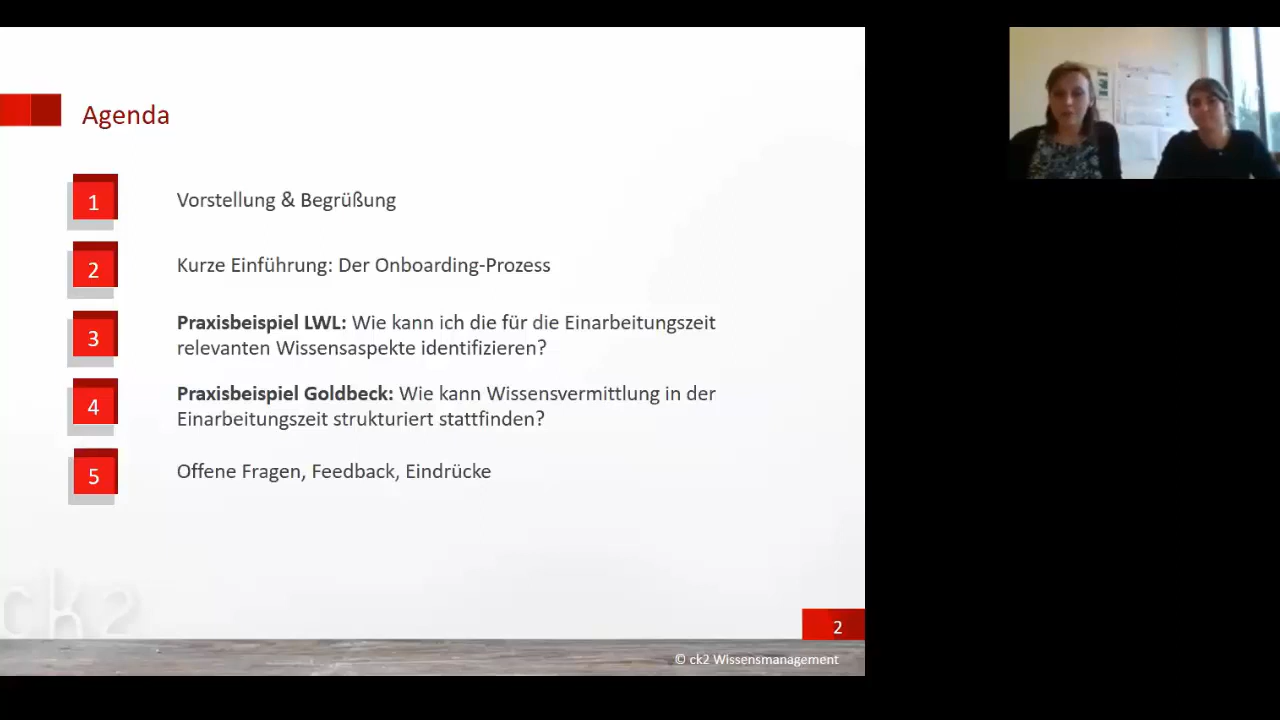 Agenda
1
Vorstellung & Begrüßung
2
Kurze Einführung: Der Onboarding-Prozess
3
Praxisbeispiel LWL: Wie kann ich die für die Einarbeitungszeit
relevanten Wissensaspekte identifizieren?
4
Praxisbeispiel Goldbeck: Wie kann Wissensvermittlung in der
Einarbeitungszeit strukturiert stattfinden?
5
Offene Fragen, Feedback, Eindrücke
ck2
2
© ck2 Wissensmanagement